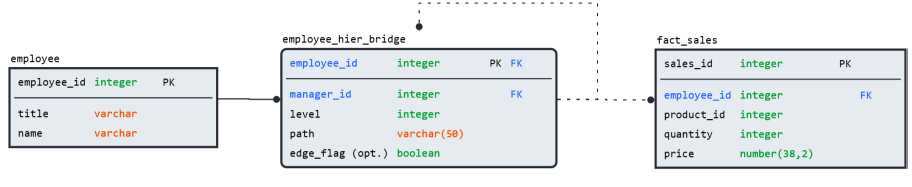 employee
employee_id integer PK
title varchar
name varchar
employee_hier_bridge
employee_id integer PK FK
manager_id integer FK
level integer
path varchar(50)
edge_flag (opt.) boolean
fact_sales
sales_id integer PK
employee_id integer FK
product_id integer
quantity integer
price number(38,2)